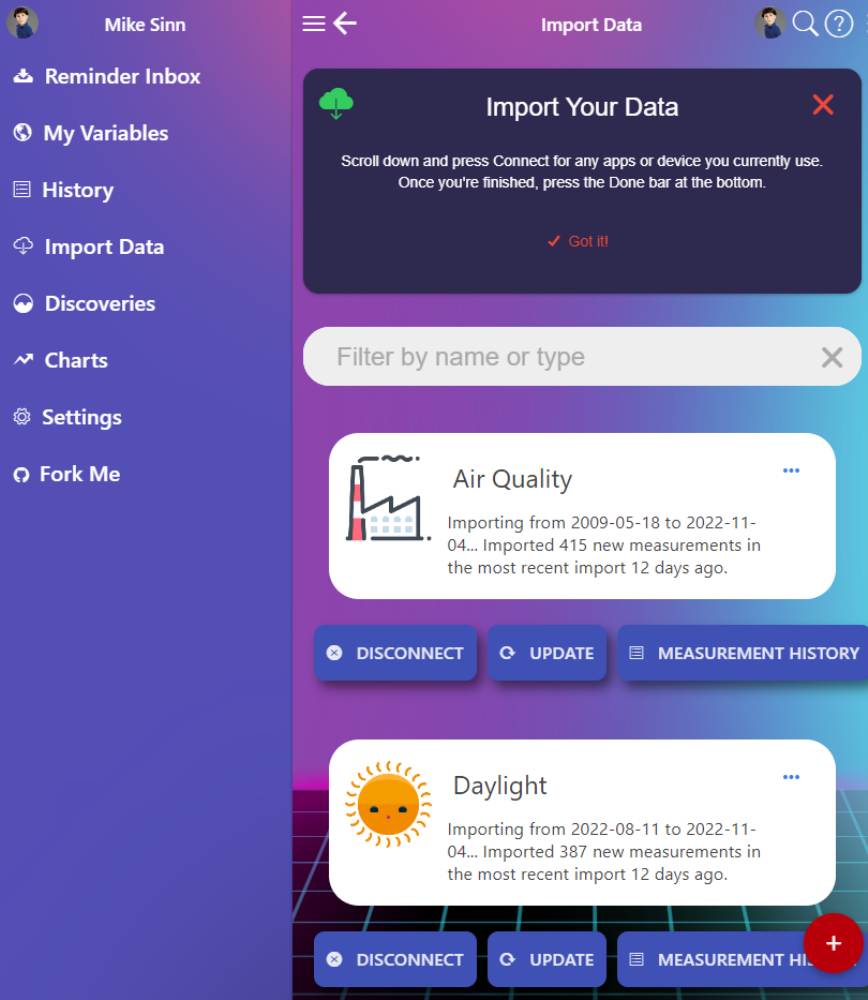 Mike Sinn
Reminder Inbox
My Variables
History
Import Data
Discoveries
Charts
Settings
Fork Me
Import Data
Import Your Data
Scroll down and press Connect for any apps or device you currently use.
Once you're finished, press the Done bar at the bottom.
Got it!
Filter by name or type
Air Quality
Importing from 2009-05-18 to 2022-11-
04... Imported 415 new measurements in
the most recent import 12 days ago.
DISCONNECT UPDATE MEASUREMENT HISTORY
Daylight
Importing from 2022-08-11 to 2022-11-
04... Imported 387 new measurements in
the most recent import 12 days ago.
DISCONNECT UPDATE MEASUREMENT